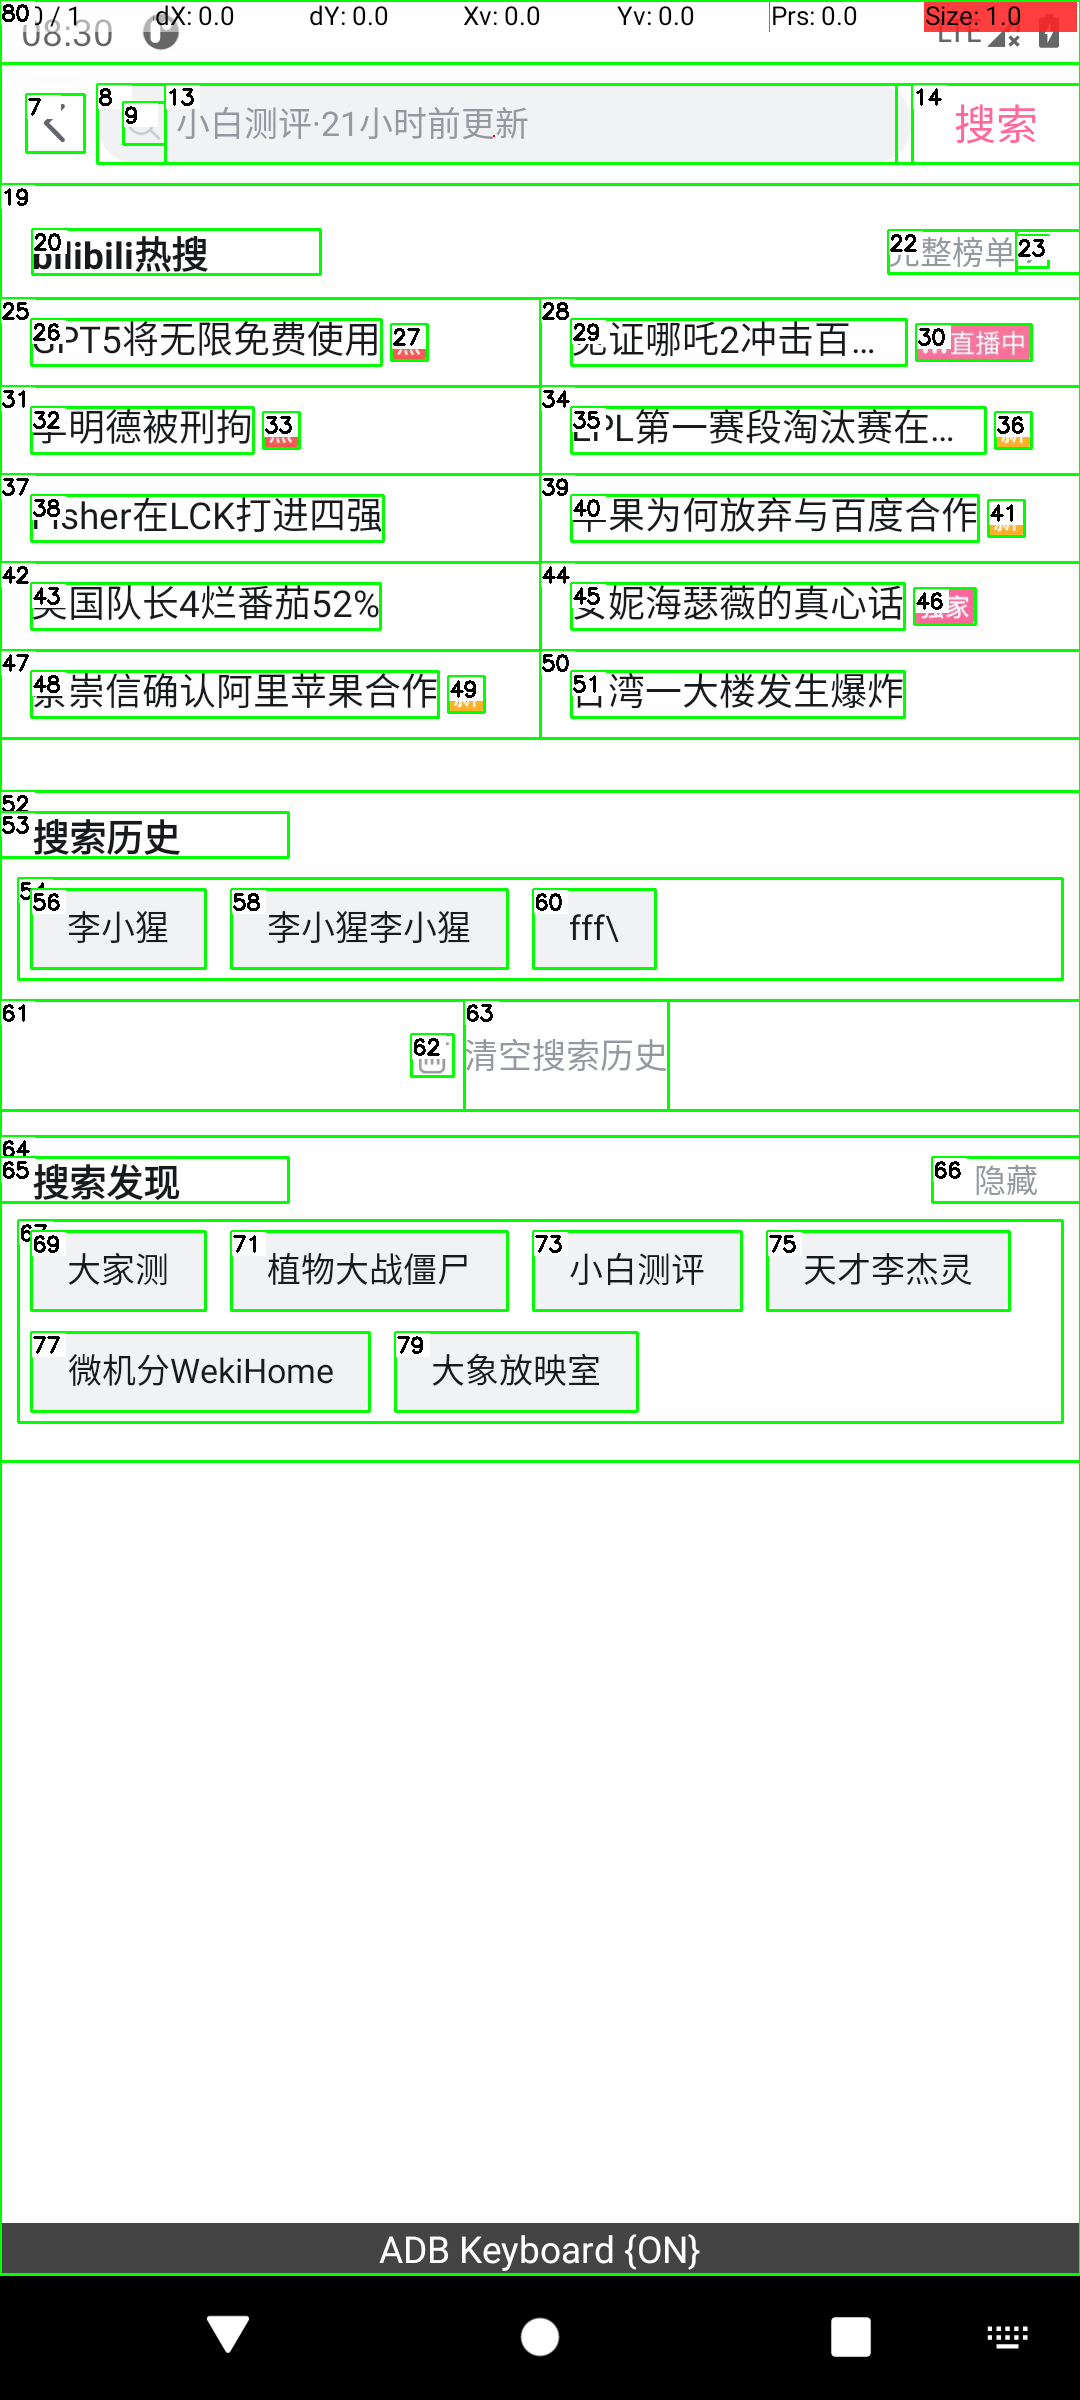 80 0 / 1 dX: 0.0 dY: 0.0 Xv: 0.0 Yv: 0.0 Prs: 0.0 Size: 1.0
08:30 LTE
7 8 9 13 小白测评·21小时前更新 14 搜索
19
20 bilibili热搜 22 完整榜单 23
25 28
26 GPT5将无限免费使用 27 29 见证哪吒2冲击百... 30 直播中
31 34
32 李明德被刑拘 33 35 LPL第一赛段淘汰赛在... 36
37 39
38 sher在LCK打进四强 40 苹果为何放弃与百度合作 41
42 44
43 美国队长4烂番茄52% 45 安妮海瑟薇的真心话 46 独家
47 50
48 蔡崇信确认阿里苹果合作 49 51 台湾一大楼发生爆炸
52
53 搜索历史
54
56 李小猩 58 李小猩李小猩 60 fff\
61 62 63 清空搜索历史
64
65 搜索发现 66 隐藏
67
69 大家测 71 植物大战僵尸 73 小白测评 75 天才李杰灵
77 微机分WekiHome 79 大象放映室
ADB Keyboard {ON}